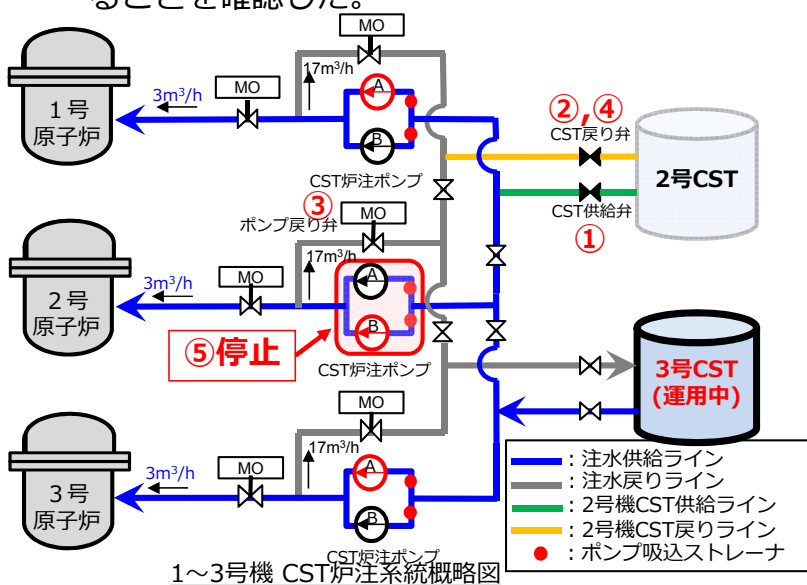 ることを確認した。
MO
17m³/h
MO
3m³/h
A
B
1号
原子炉
CST炉注ポンプ
②,④
CST戻り弁
2号CST
CST供給弁
①
③
ポンプ戻り弁
MO
17m³/h
MO
A
B
2号
原子炉
⑤停止
CST炉注ポンプ
3号CST
(運用中)
MO
17m³/h
MO
3m³/h
A
B
3号
原子炉
CST炉注ポンプ
:注水供給ライン
:注水戻りライン
:2号機CST供給ライン
:2号機CST戻りライン
:ポンプ吸込ストレーナ
1～3号機 CST炉注系統概略図